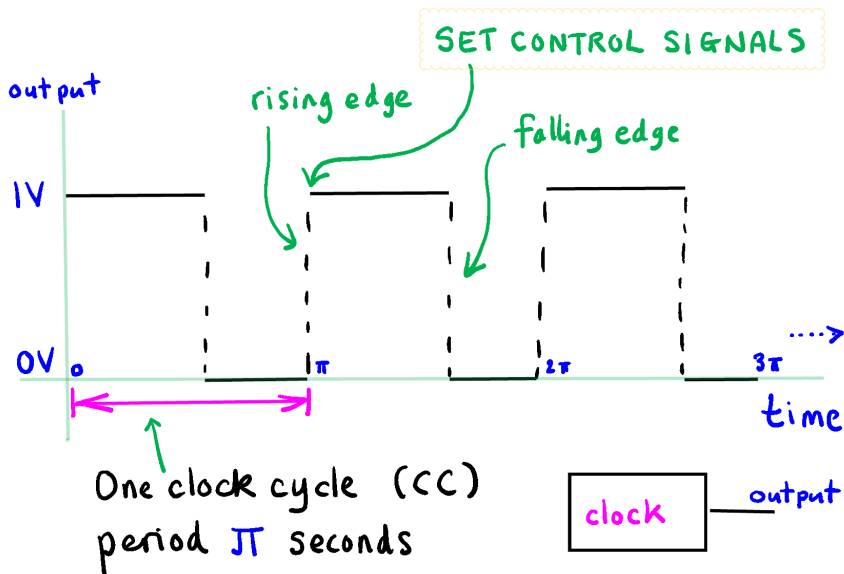 SET CONTROL SIGNALS
output
rising edge
falling edge
1V
0V
0
π
2π
3π
time
One clock cycle (CC)
period π seconds
clock
output